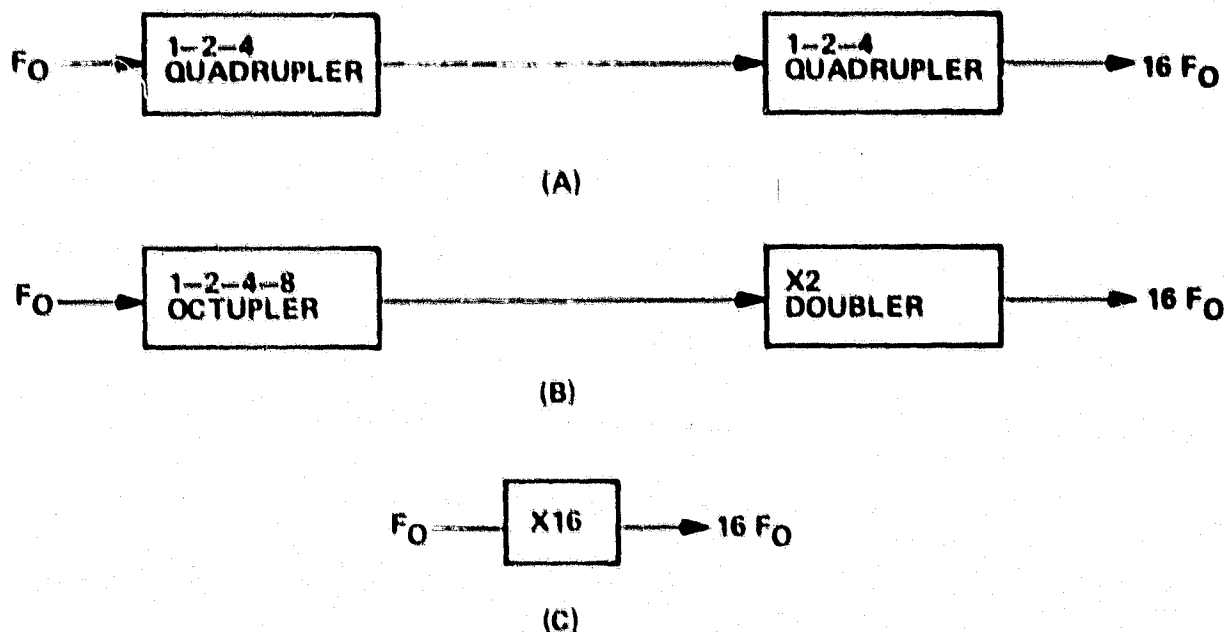 F₀
1–2–4
QUADRUPLER
1–2–4
QUADRUPLER
16 F₀
(A)
F₀
1–2–4–8
OCTUPLER
X2
DOUBLER
16 F₀
(B)
F₀
X16
16 F₀
(C)